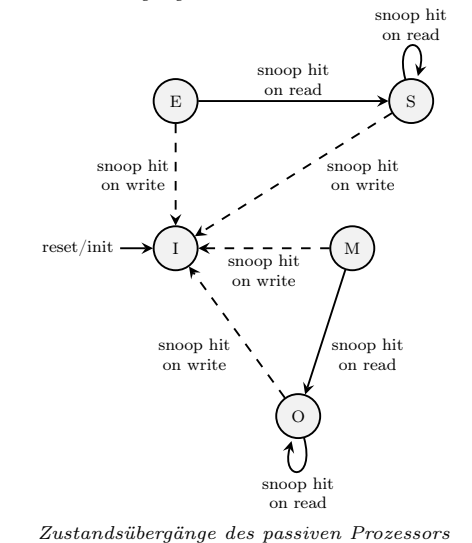 snoop hit
on read
snoop hit
on read
E
S
snoop hit
on write
snoop hit
on write
reset/init
I
M
snoop hit
on write
snoop hit
on write
snoop hit
on read
O
snoop hit
on read
Zustandsübergänge des passiven Prozessors